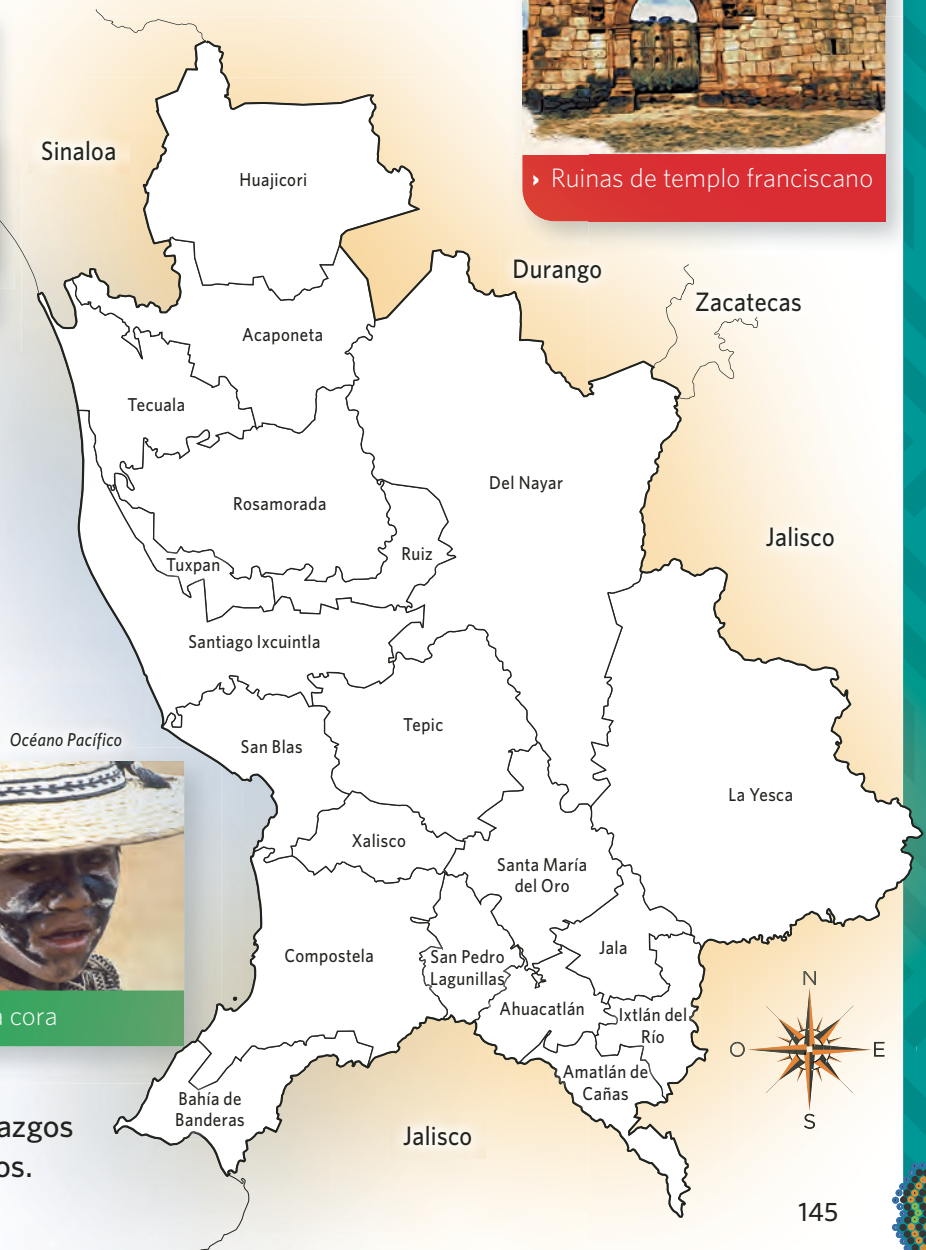 › Ruinas de templo franciscano
Sinaloa
Huajicori
Durango
Zacatecas
Acaponeta
Tecuala
Del Nayar
Rosamorada
Jalisco
Ruiz
Tuxpan
Santiago Ixcuintla
Tepic
Océano Pacífico
San Blas
La Yesca
Xalisco
Santa María
del Oro
Compostela
San Pedro
Lagunillas
Jala
Ahuacatlán
Ixtlán del
Río
N
O
E
S
cora
Amatlán de
Cañas
Bahía de
Banderas
azgos
os.
Jalisco
145